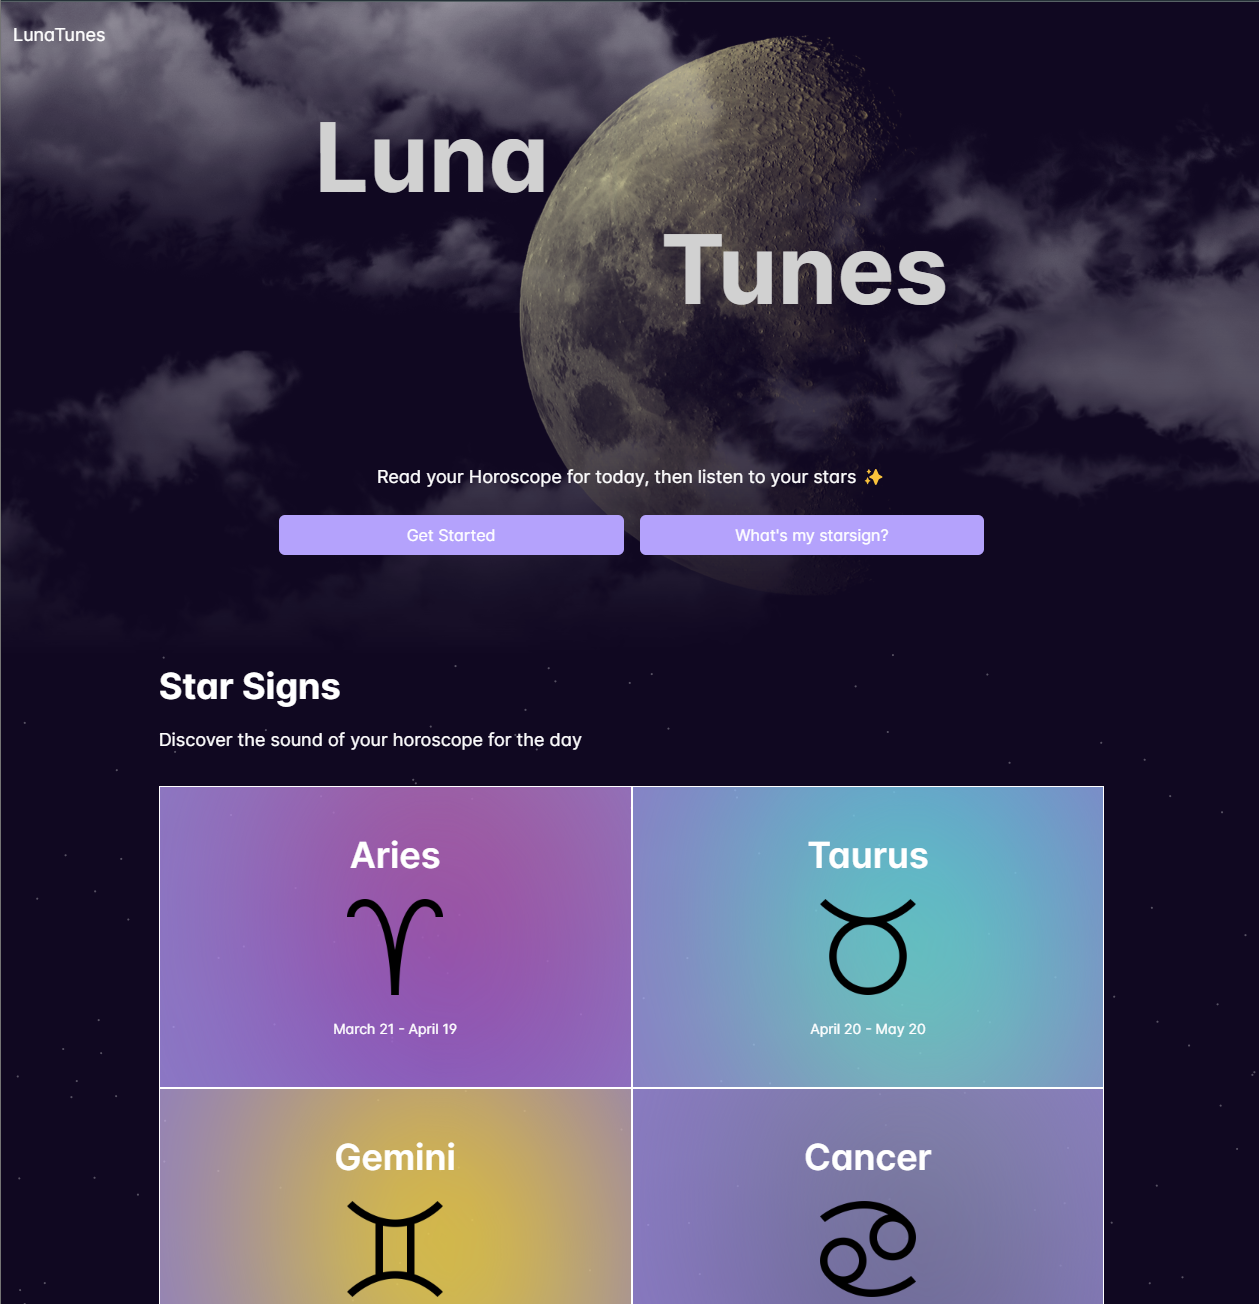 LunaTunes
Luna
Tunes
Read your Horoscope for today, then listen to your stars ✨
Get Started
What's my starsign?
Star Signs
Discover the sound of your horoscope for the day
Aries
♈︎
March 21 - April 19
Taurus
♉︎
April 20 - May 20
Gemini
♊︎
Cancer
♋︎